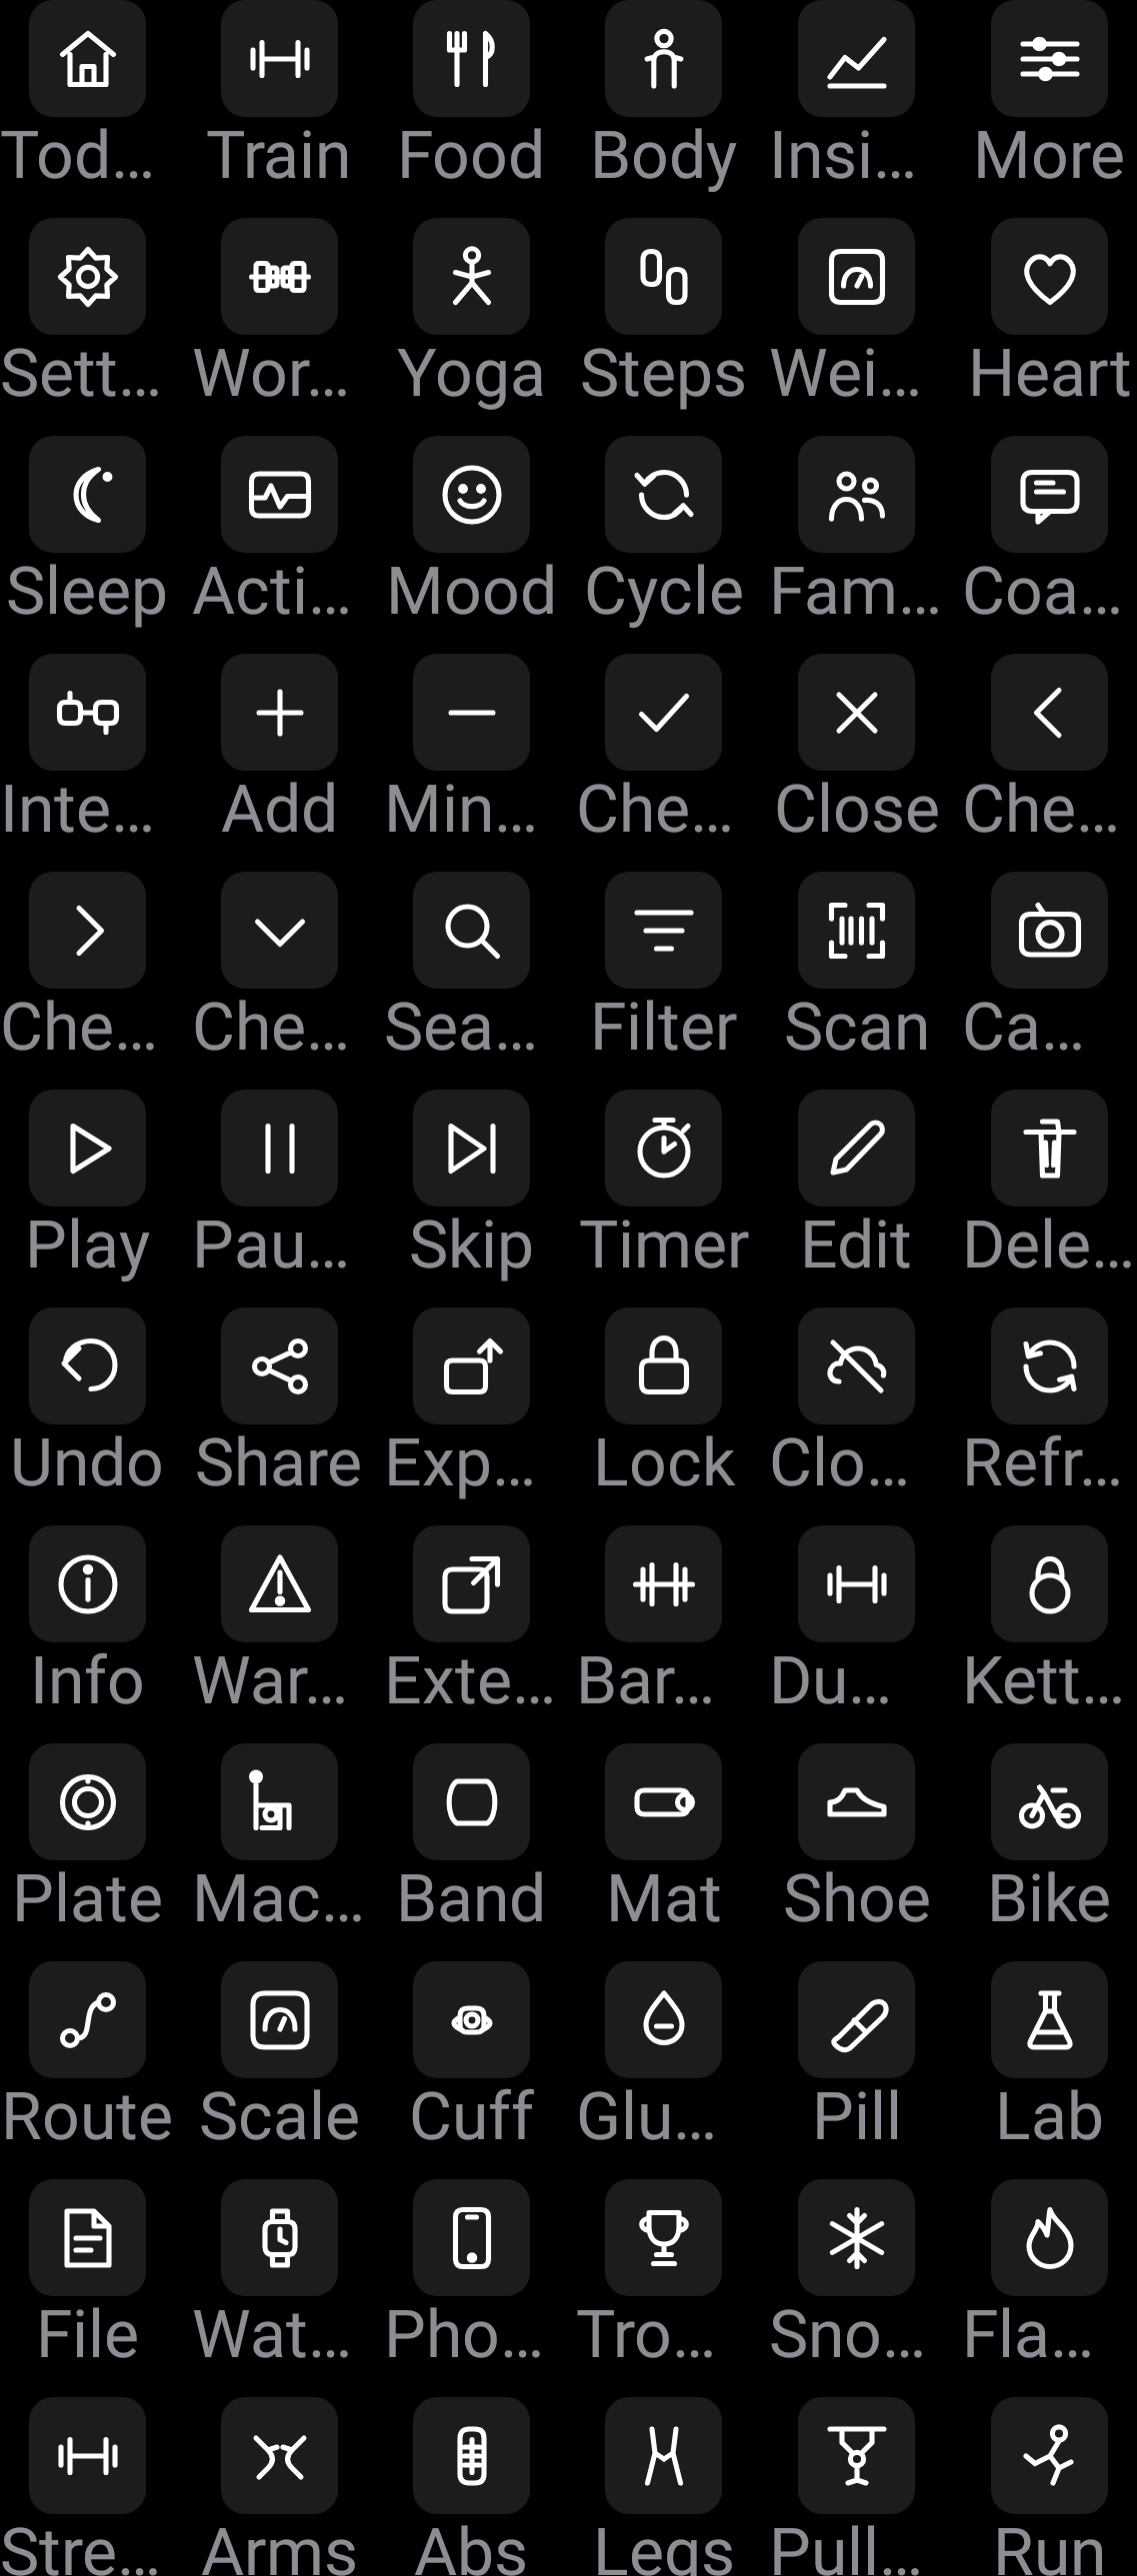 Tod... Train Food Body Insi... More
Sett... Wor... Yoga Steps Wei... Heart
Sleep Acti... Mood Cycle Fam... Coa...
Inte... Add Min... Che... Close Che...
Che... Che... Sea... Filter Scan Ca...
Play Pau... Skip Timer Edit Dele...
Undo Share Exp... Lock Clo... Refr...
Info War... Exte... Bar... Du... Kett...
Plate Mac... Band Mat Shoe Bike
Route Scale Cuff Glu... Pill Lab
File Wat... Pho... Tro... Sno... Fla...
Stre... Arms Abs Legs Pull... Run